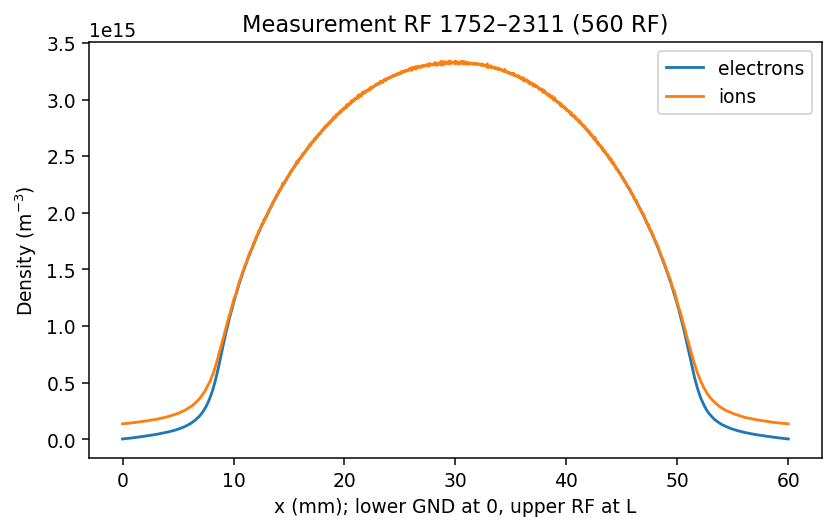 Measurement RF 1752–2311 (560 RF)
1e15
3.5
3.0
2.5
2.0
1.5
1.0
0.5
0.0
Density (m⁻³)
electrons
ions
0 10 20 30 40 50 60
x (mm); lower GND at 0, upper RF at L